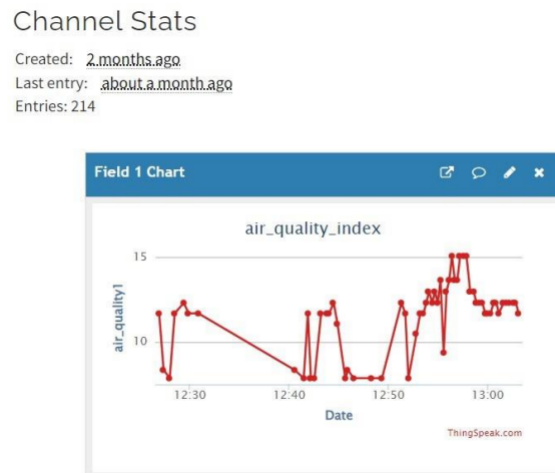 Channel Stats
Created: 2 months ago
Last entry: about a month ago
Entries: 214
Field 1 Chart
air_quality_index
15
10
air_quality1
12:30 12:40 12:50 13:00
Date
ThingSpeak.com